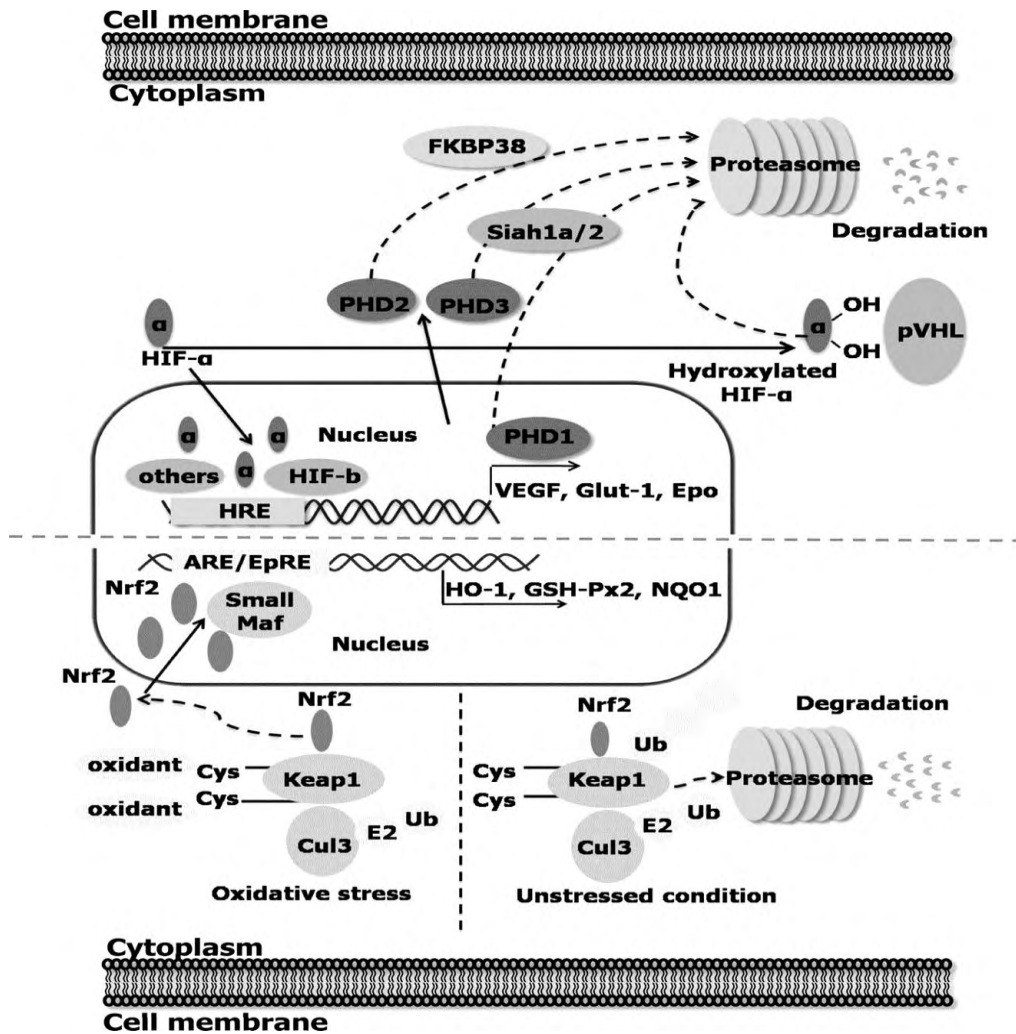 Cell membrane
Cytoplasm
FKBP38
Proteasome
Siah1a/2
Degradation
PHD2
PHD3
α
OH
α
pVHL
HIF-α
OH
Hydroxylated
HIF-α
α
α
Nucleus
PHD1
others
α
HIF-b
VEGF, Glut-1, Epo
HRE
ARE/EpRE
Nrf2
HO-1, GSH-Px2, NQO1
Small
Maf
Nucleus
Nrf2
Nrf2
Nrf2
Degradation
Ub
oxidant
Cys
Keap1
Cys
Keap1
Proteasome
oxidant
Cys
Cys
Ub
Ub
E2
E2
Cul3
Cul3
Oxidative stress
Unstressed condition
Cytoplasm
Cell membrane